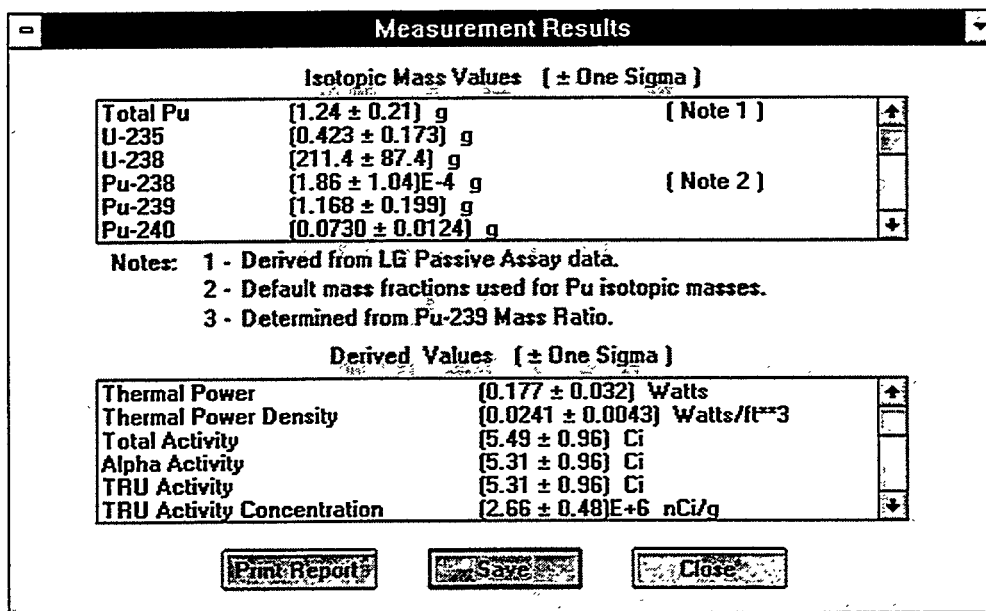 Measurement Results
Isotopic Mass Values ( ± One Sigma )
Total Pu (1.24 ± 0.21) g ( Note 1 )
U-235 (0.423 ± 0.173) g
U-238 (211.4 ± 87.4) g
Pu-238 (1.86 ± 1.04)E-4 g ( Note 2 )
Pu-239 (1.168 ± 0.199) g
Pu-240 (0.0730 ± 0.0124) g
Notes: 1 - Derived from LG Passive Assay data.
2 - Default mass fractions used for Pu isotopic masses.
3 - Determined from Pu-239 Mass Ratio.
Derived Values ( ± One Sigma )
Thermal Power (0.177 ± 0.032) Watts
Thermal Power Density (0.0241 ± 0.0043) Watts/ft**3
Total Activity (5.49 ± 0.96) Ci
Alpha Activity (5.31 ± 0.96) Ci
TRU Activity (5.31 ± 0.96) Ci
TRU Activity Concentration (2.66 ± 0.48)E+6 nCi/g
Print Report Save Close